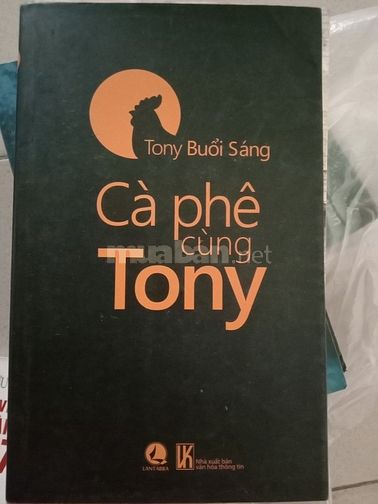 Tony Buổi Sáng
Cà phê
cùng
muaban.net
Tony
LANTABRA
Nhà xuất bản
văn hóa thông tin